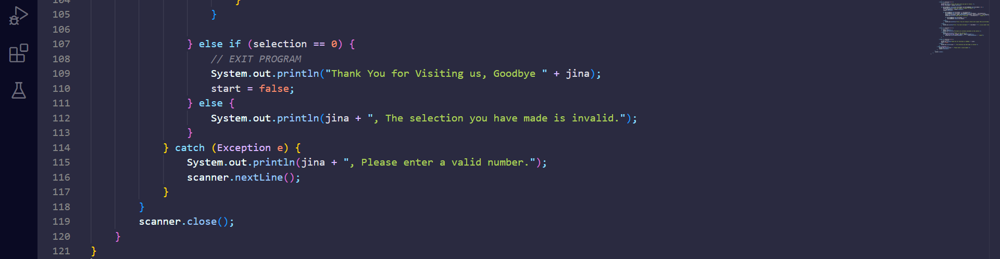 104 }
105 }
106
107 } else if (selection == 0) {
108 // EXIT PROGRAM
109 System.out.println("Thank You for Visiting us, Goodbye " + jina);
110 start = false;
111 } else {
112 System.out.println(jina + ", The selection you have made is invalid.");
113 }
114 } catch (Exception e) {
115 System.out.println(jina + ", Please enter a valid number.");
116 scanner.nextLine();
117 }
118 }
119 scanner.close();
120 }
121 }